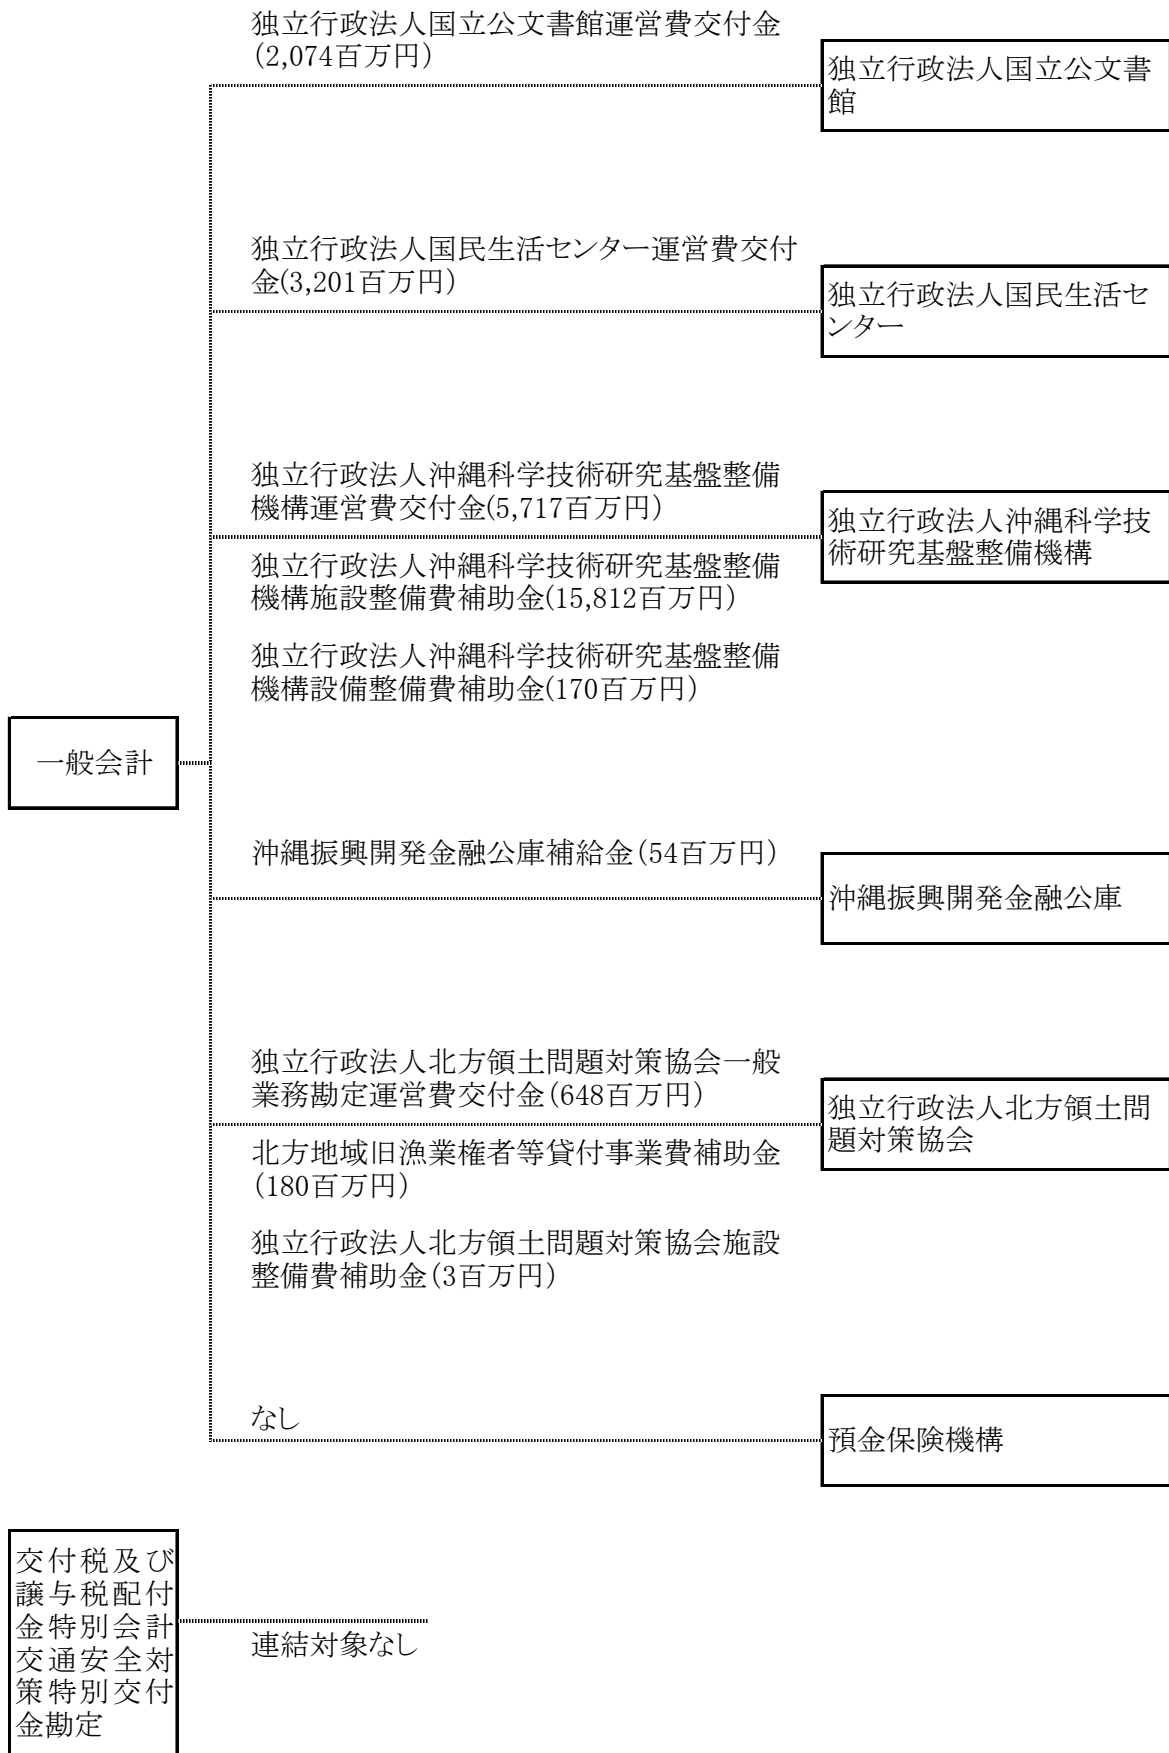 独立行政法人国立公文書館運営費交付金
(2,074百万円)
独立行政法人国立公文書
館
独立行政法人国民生活センター運営費交付
金(3,201百万円)
独立行政法人国民生活セ
ンター
独立行政法人沖縄科学技術研究基盤整備
機構運営費交付金(5,717百万円)
独立行政法人沖縄科学技
術研究基盤整備機構
独立行政法人沖縄科学技術研究基盤整備
機構施設整備費補助金(15,812百万円)
独立行政法人沖縄科学技術研究基盤整備
機構設備整備費補助金(170百万円)
一般会計
沖縄振興開発金融公庫補給金(54百万円)
沖縄振興開発金融公庫
独立行政法人北方領土問題対策協会一般
業務勘定運営費交付金(648百万円)
独立行政法人北方領土問
題対策協会
北方地域旧漁業権者等貸付事業費補助金
(180百万円)
独立行政法人北方領土問題対策協会施設
整備費補助金(3百万円)
なし
預金保険機構
交付税及び
譲与税配付
金特別会計
交通安全対
策特別交付
金勘定
連結対象なし